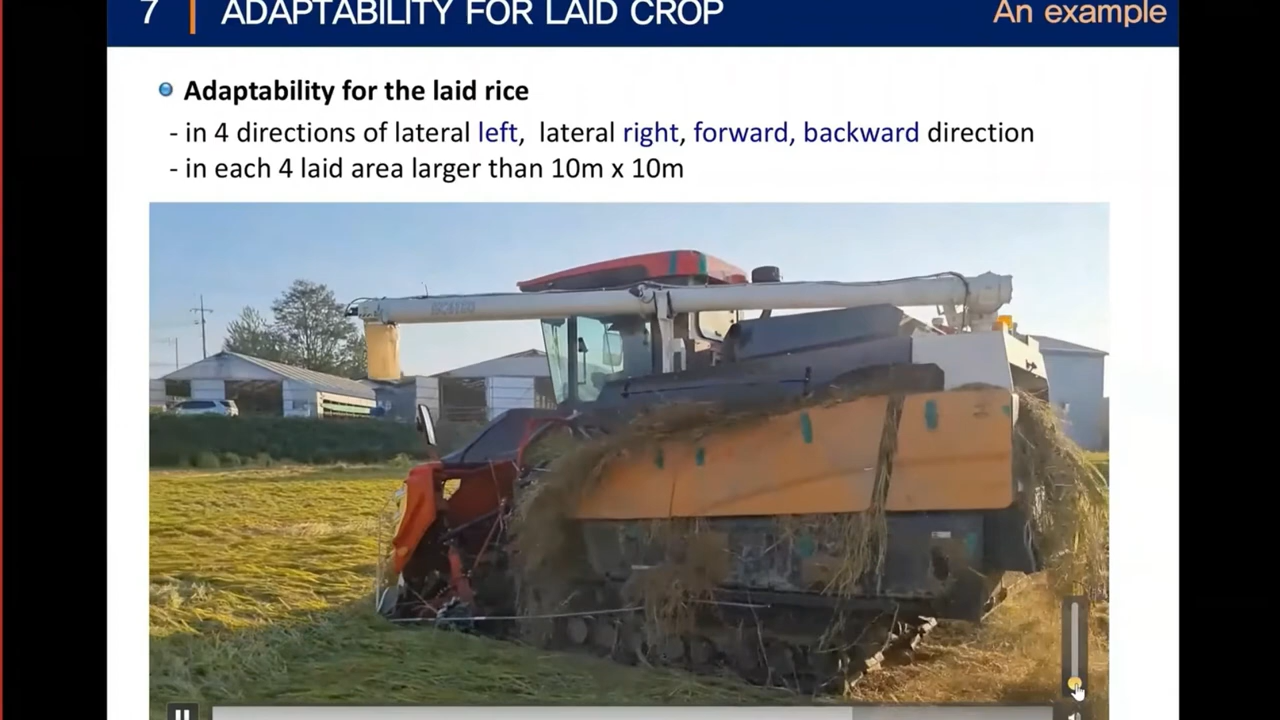 7 ADAPTABILITY FOR LAID CROP An example
Adaptability for the laid rice
- in 4 directions of lateral left, lateral right, forward, backward direction
- in each 4 laid area larger than 10m x 10m